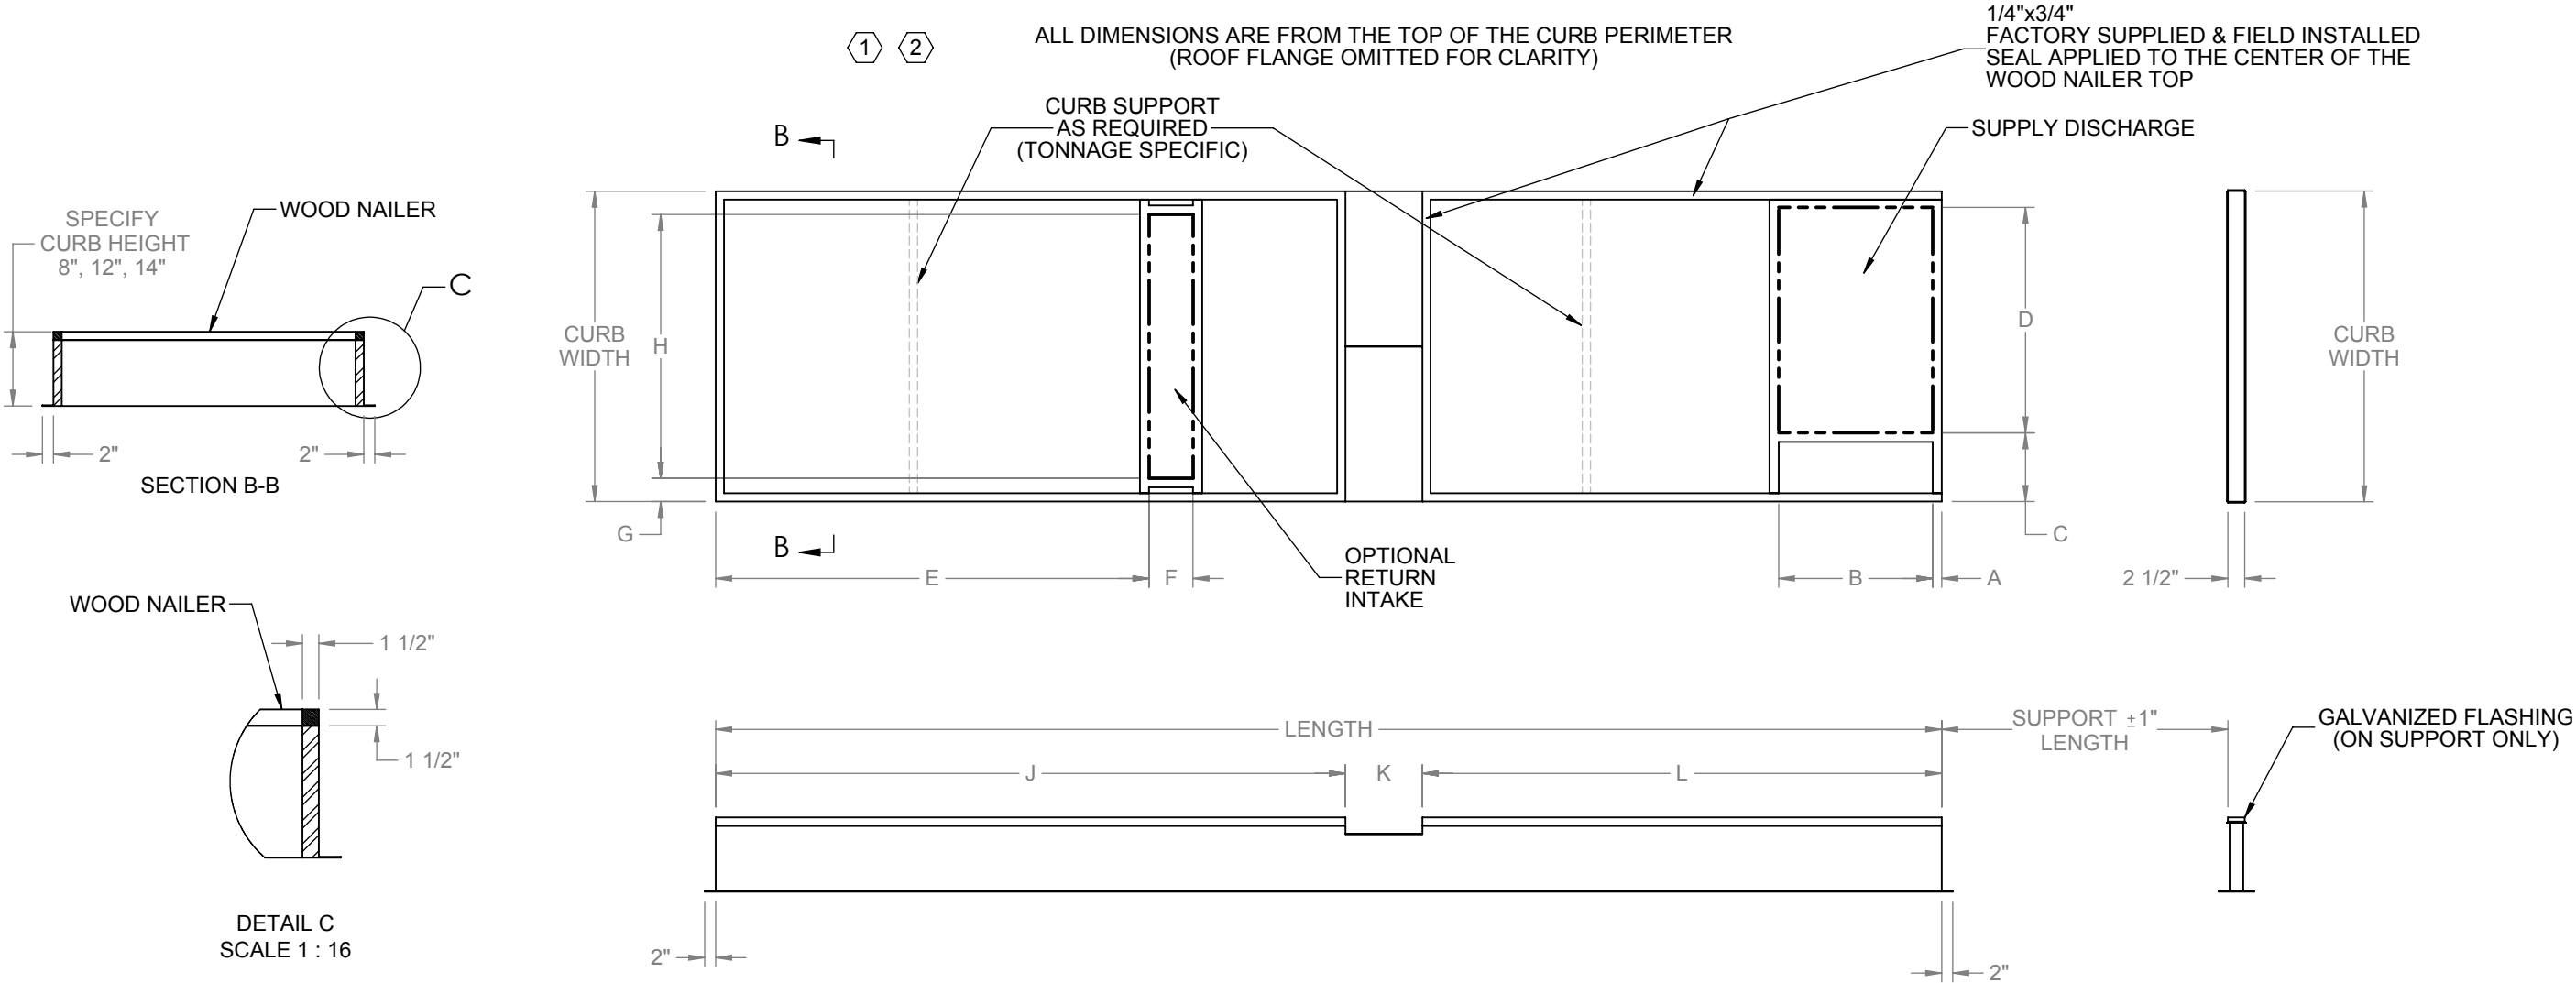 1 2
ALL DIMENSIONS ARE FROM THE TOP OF THE CURB PERIMETER
(ROOF FLANGE OMITTED FOR CLARITY)
1/4"x3/4"
FACTORY SUPPLIED & FIELD INSTALLED
SEAL APPLIED TO THE CENTER OF THE
WOOD NAILER TOP
CURB SUPPORT
AS REQUIRED
(TONNAGE SPECIFIC)
SUPPLY DISCHARGE
B
SPECIFY
CURB HEIGHT
8", 12", 14"
WOOD NAILER
C
2"
2"
SECTION B-B
CURB
WIDTH
H
G
B
E
F
OPTIONAL
RETURN
INTAKE
D
C
B
A
CURB
WIDTH
2 1/2"
WOOD NAILER
1 1/2"
1 1/2"
DETAIL C
SCALE 1 : 16
LENGTH
J
K
L
SUPPORT ±1"
LENGTH
GALVANIZED FLASHING
(ON SUPPORT ONLY)
2"
2"